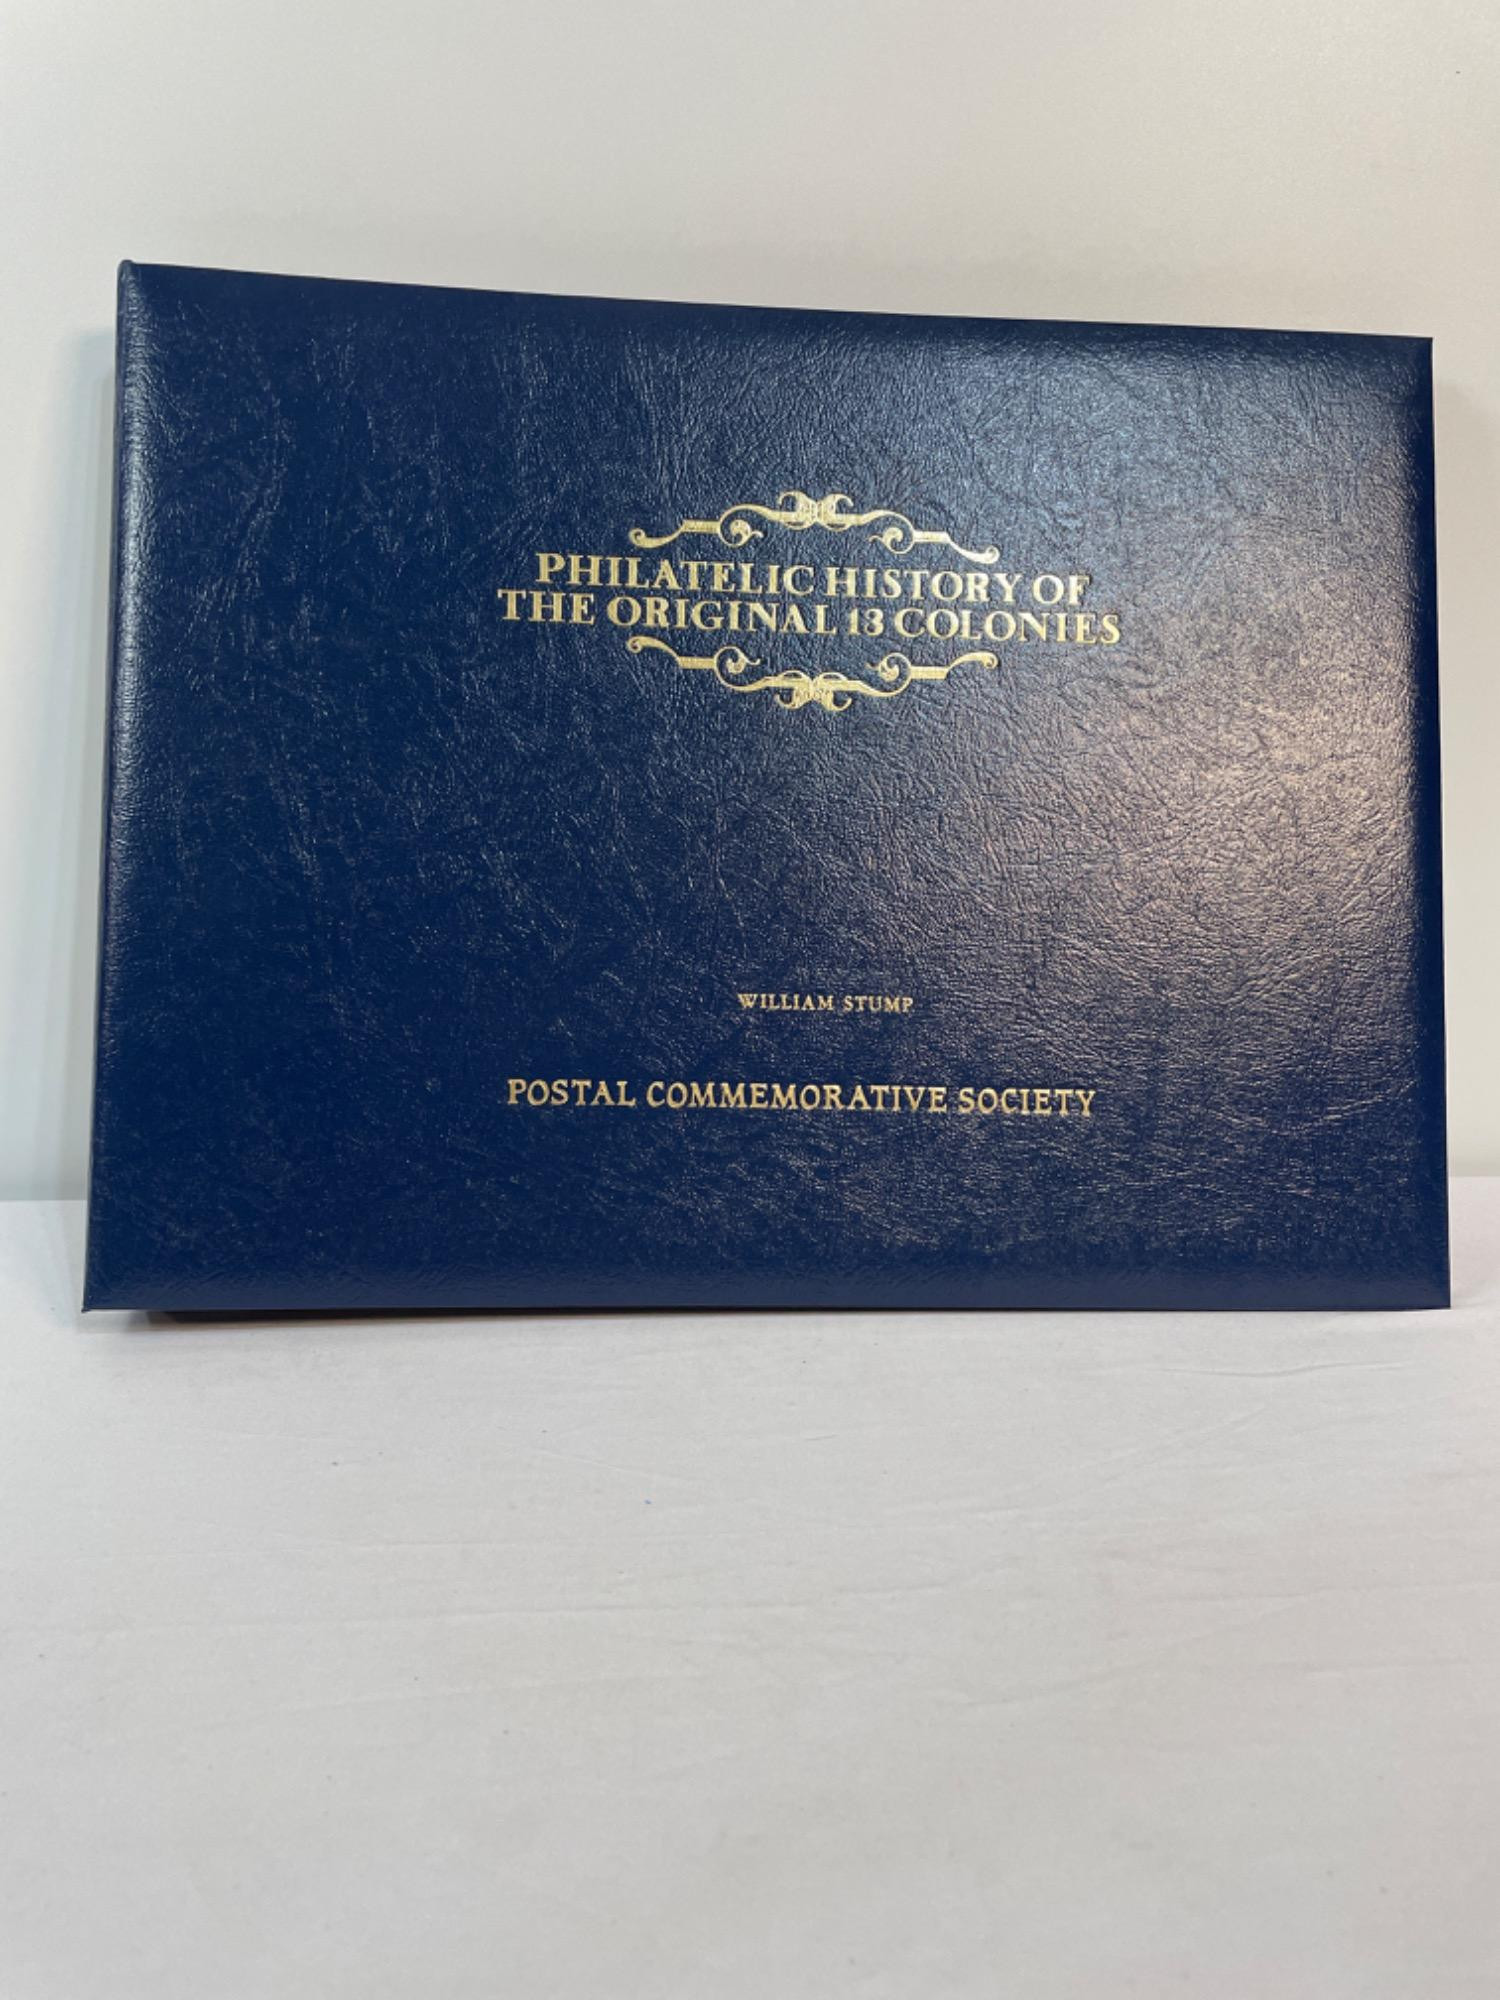 PHILATELIC HISTORY OF
THE ORIGINAL 13 COLONIES
WILLIAM STUMP
POSTAL COMMEMORATIVE SOCIETY